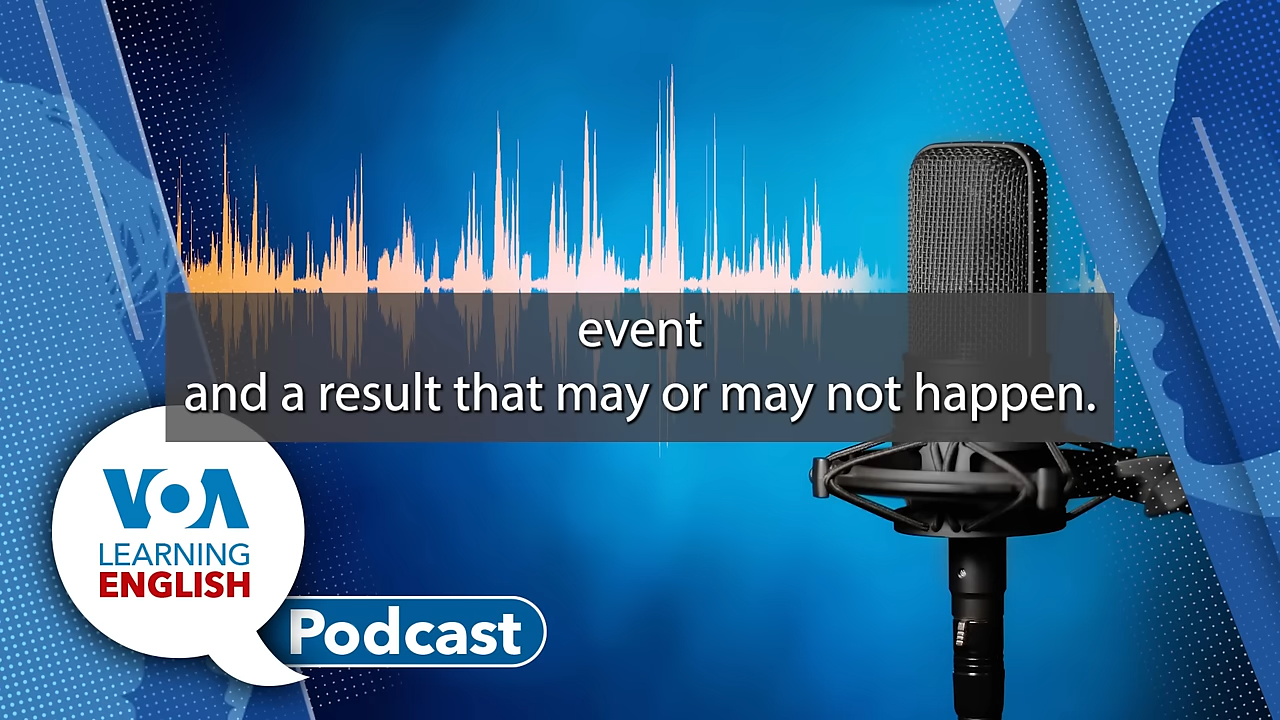 event
and a result that may or may not happen.
VOA
LEARNING
ENGLISH
Podcast